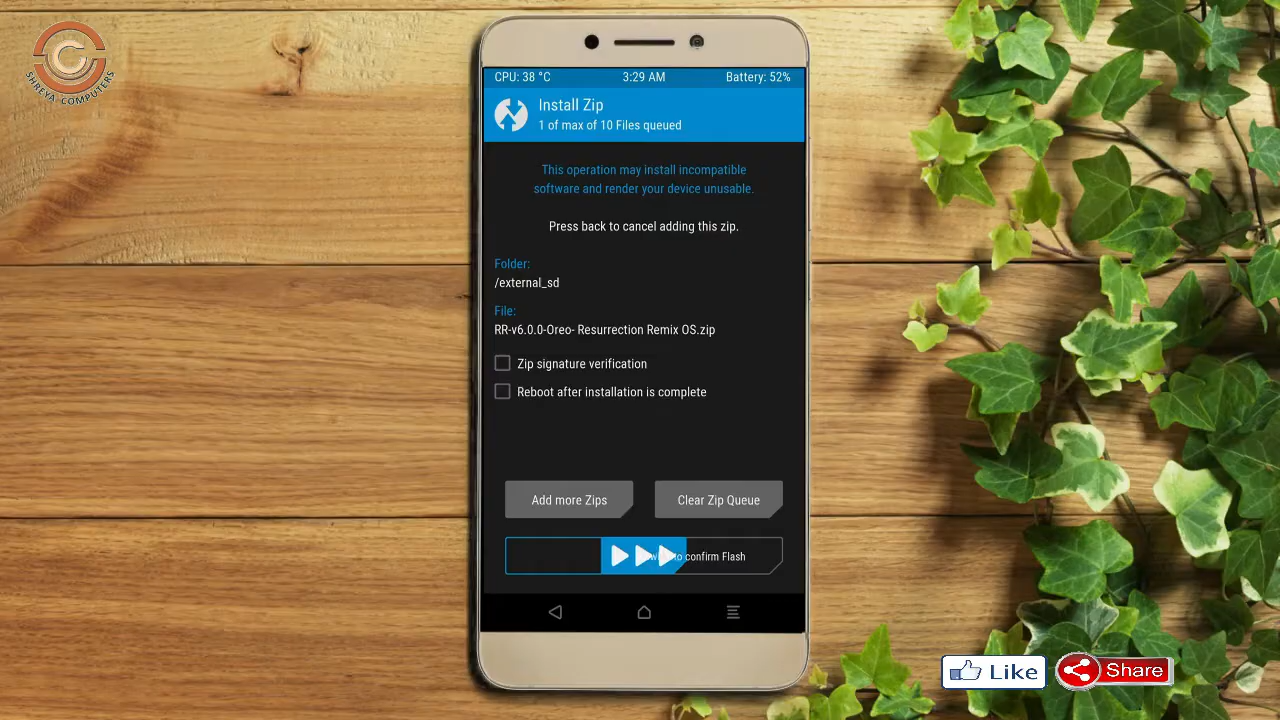 SHREYA COMPUTERS
CPU: 38 °C 3:29 AM Battery: 52%
Install Zip
1 of max of 10 Files queued
This operation may install incompatible
software and render your device unusable.
Press back to cancel adding this zip.
Folder:
/external_sd
File:
RR-v6.0.0-Oreo- Resurrection Remix OS.zip
Zip signature verification
Reboot after installation is complete
Add more Zips Clear Zip Queue
to confirm Flash
Like Share